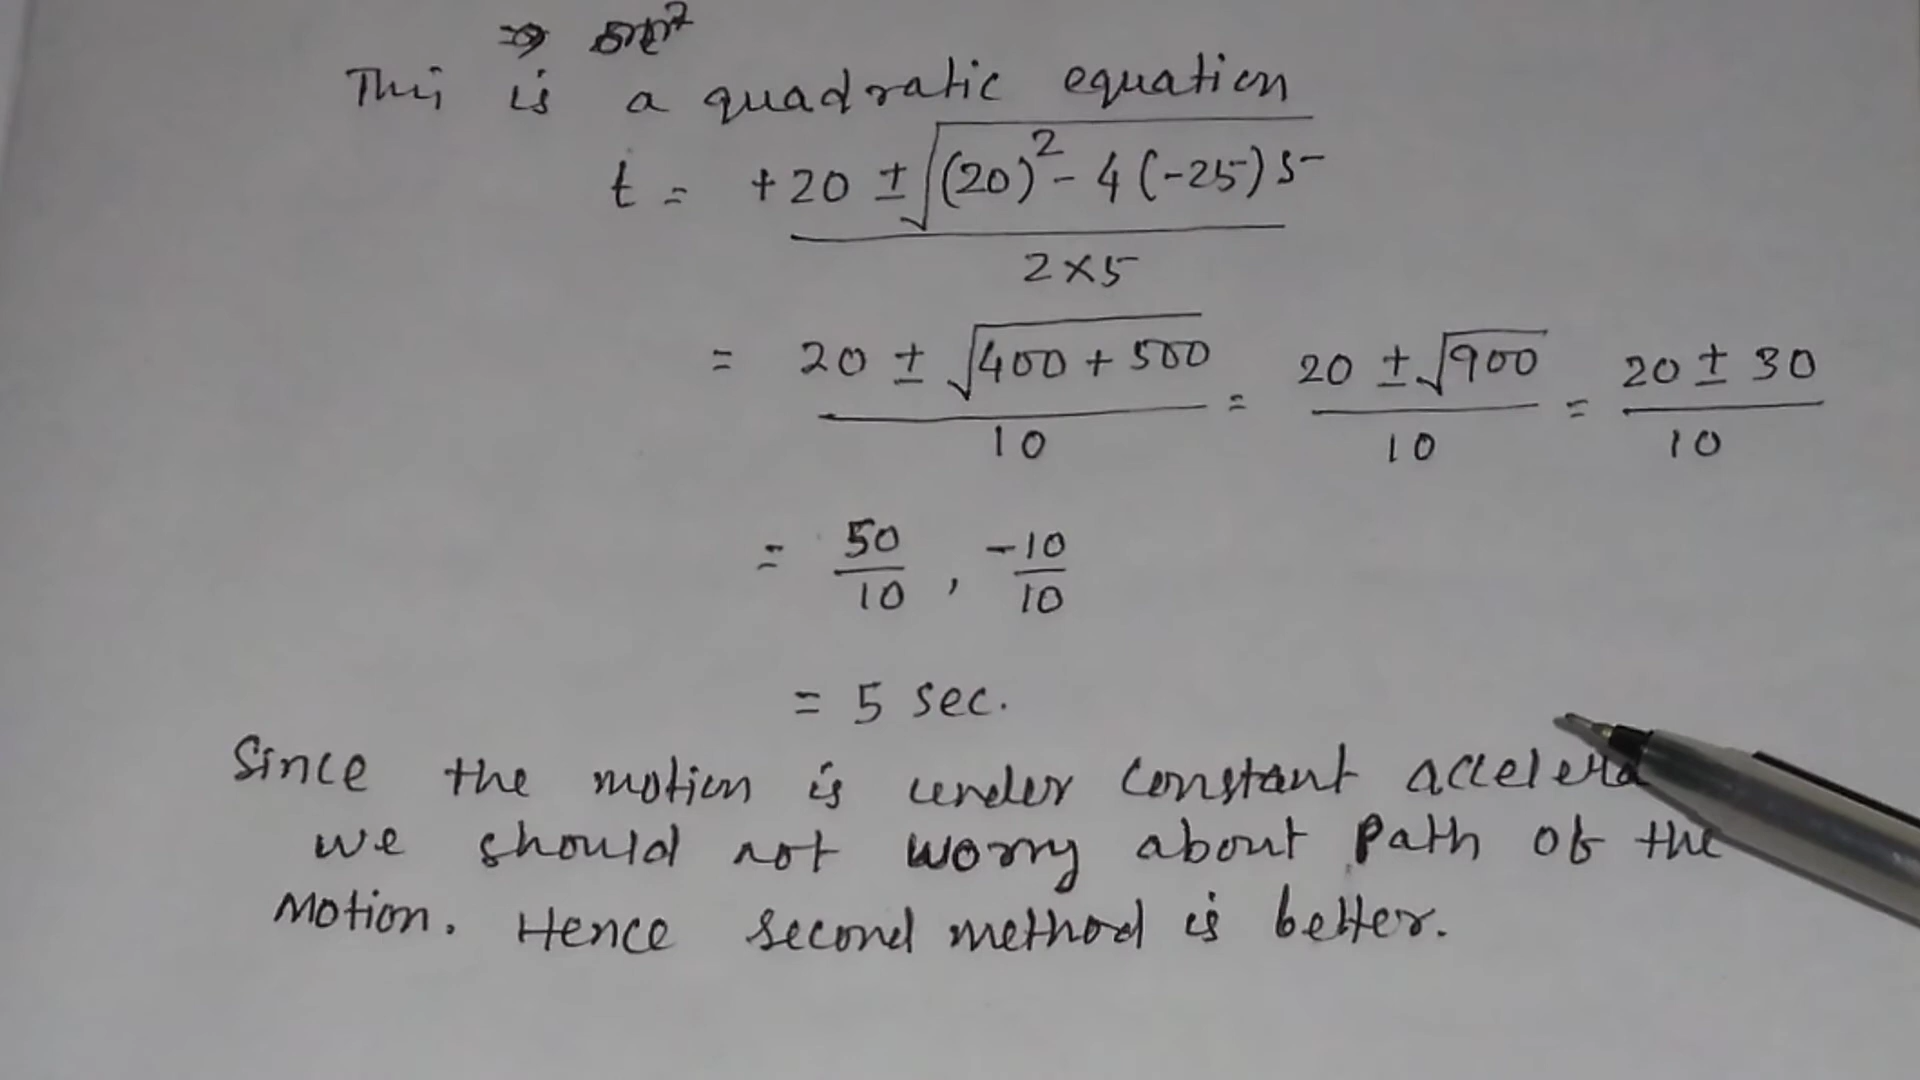 This is a quadratic equation
t = +20 ± √(20)² - 4 (-25) 5
2 × 5
= 20 ± √400 + 500 = 20 ± √900 = 20 ± 30
10 10 10
= 50 , -10
10 10
= 5 sec.
Since the motion is under constant
we should not worry about Path of the
Motion. Hence second method is better.